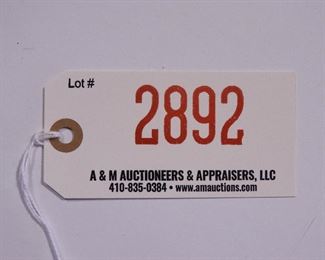 Lot #
2892
A & M AUCTIONEERS & APPRAISERS, LLC
410-835-0384 • www.amauctions.com